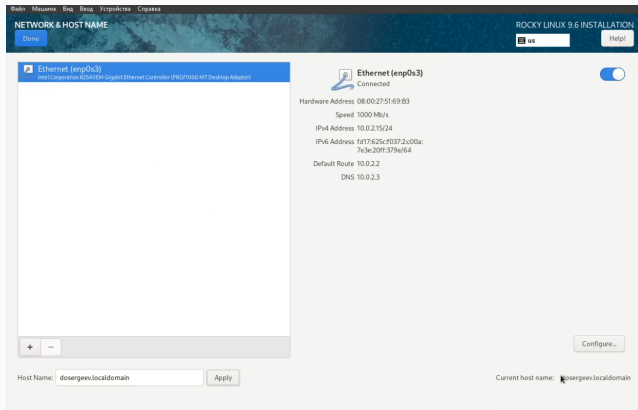 Файл Машина Вид Ввод Устройства Справка
NETWORK & HOST NAME
ROCKY LINUX 9.6 INSTALLATION
Done
us
Help!
Ethernet (enp0s3)
Intel Corporation 82540EM Gigabit Ethernet Controller (PRO/1000 MT Desktop Adapter)
Ethernet (enp0s3)
Connected
Hardware Address 08:00:27:51:69:B3
Speed 1000 Mb/s
IPv4 Address 10.0.2.15/24
IPv6 Address fd17:625c:f037:2:c00a:
7e3e:20ff:379e/64
Default Route 10.0.2.2
DNS 10.0.2.3
+ −
Configure...
Host Name: dosergeev.localdomain Apply
Current host name: dosergeev.localdomain